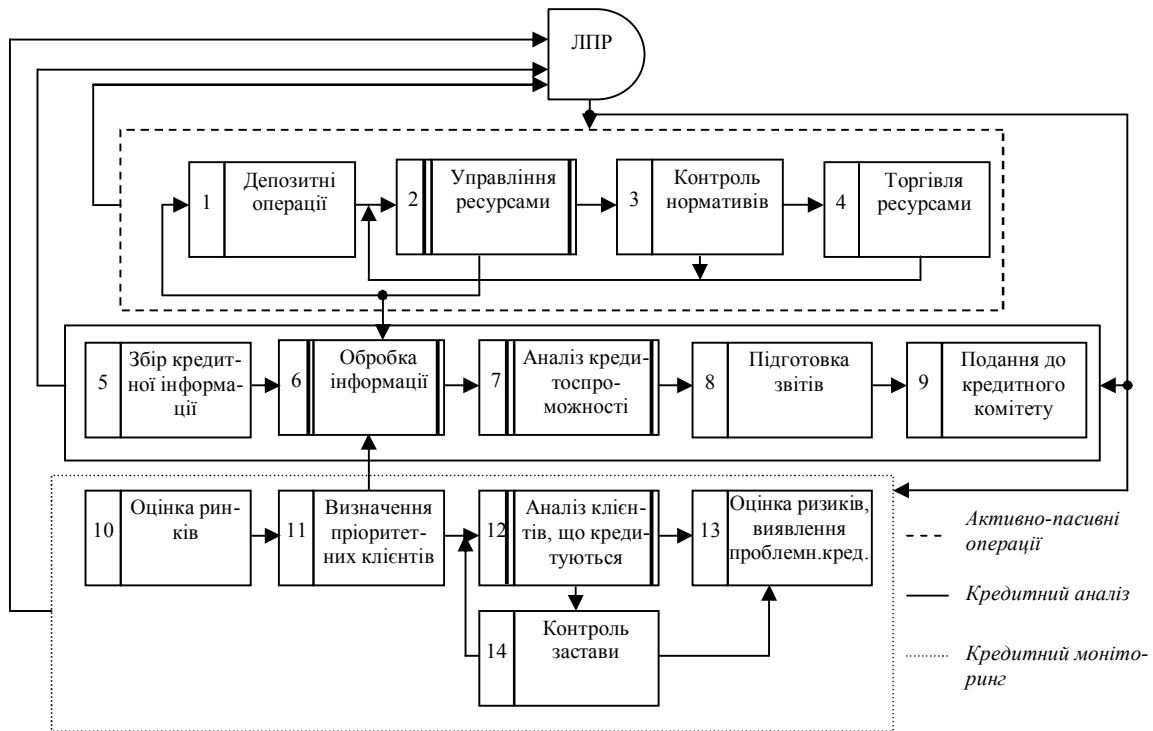 ЛПР
1
Депозитні
операції
2
Управління
ресурсами
3
Контроль
нормативів
4
Торгівля
ресурсами
5
Збір кредит-
ної інформа-
ції
6
Обробка
інформації
7
Аналіз креди-
тоспро-
можності
8
Підготовка
звітів
9
Подання до
кредитного
комітету
10
Оцінка рин-
ків
11
Визначення
пріоритет-
них клієнтів
12
Аналіз клієн-
тів, що креди-
туються
13
Оцінка ризиків,
виявлення
проблемн.кред.
14
Контроль
застави
Активно-пасивні
операції
Кредитний аналіз
Кредитний моніто-
ринг